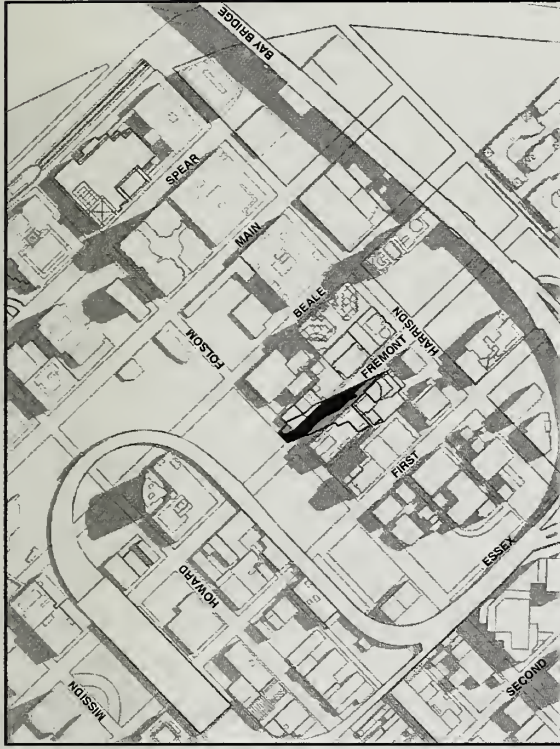 BAY BRIDGE
SPEAR
MAIN
BEALE
FOLSOM
HARRISON
FREMONT
FIRST
HOWARD
ESSEX
MISSION
SECOND